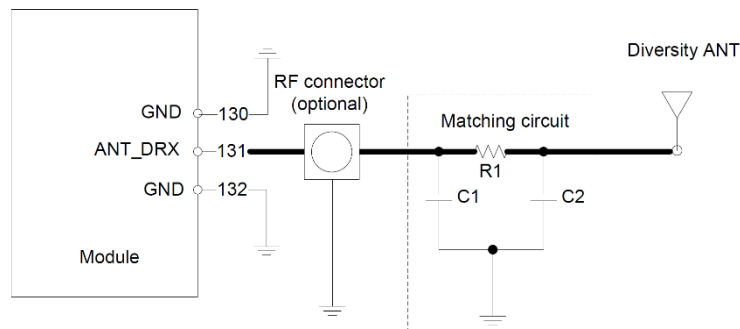 Diversity ANT
RF connector
(optional)
Matching circuit
GND 130
ANT_DRX 131
GND 132
R1
C1
C2
Module